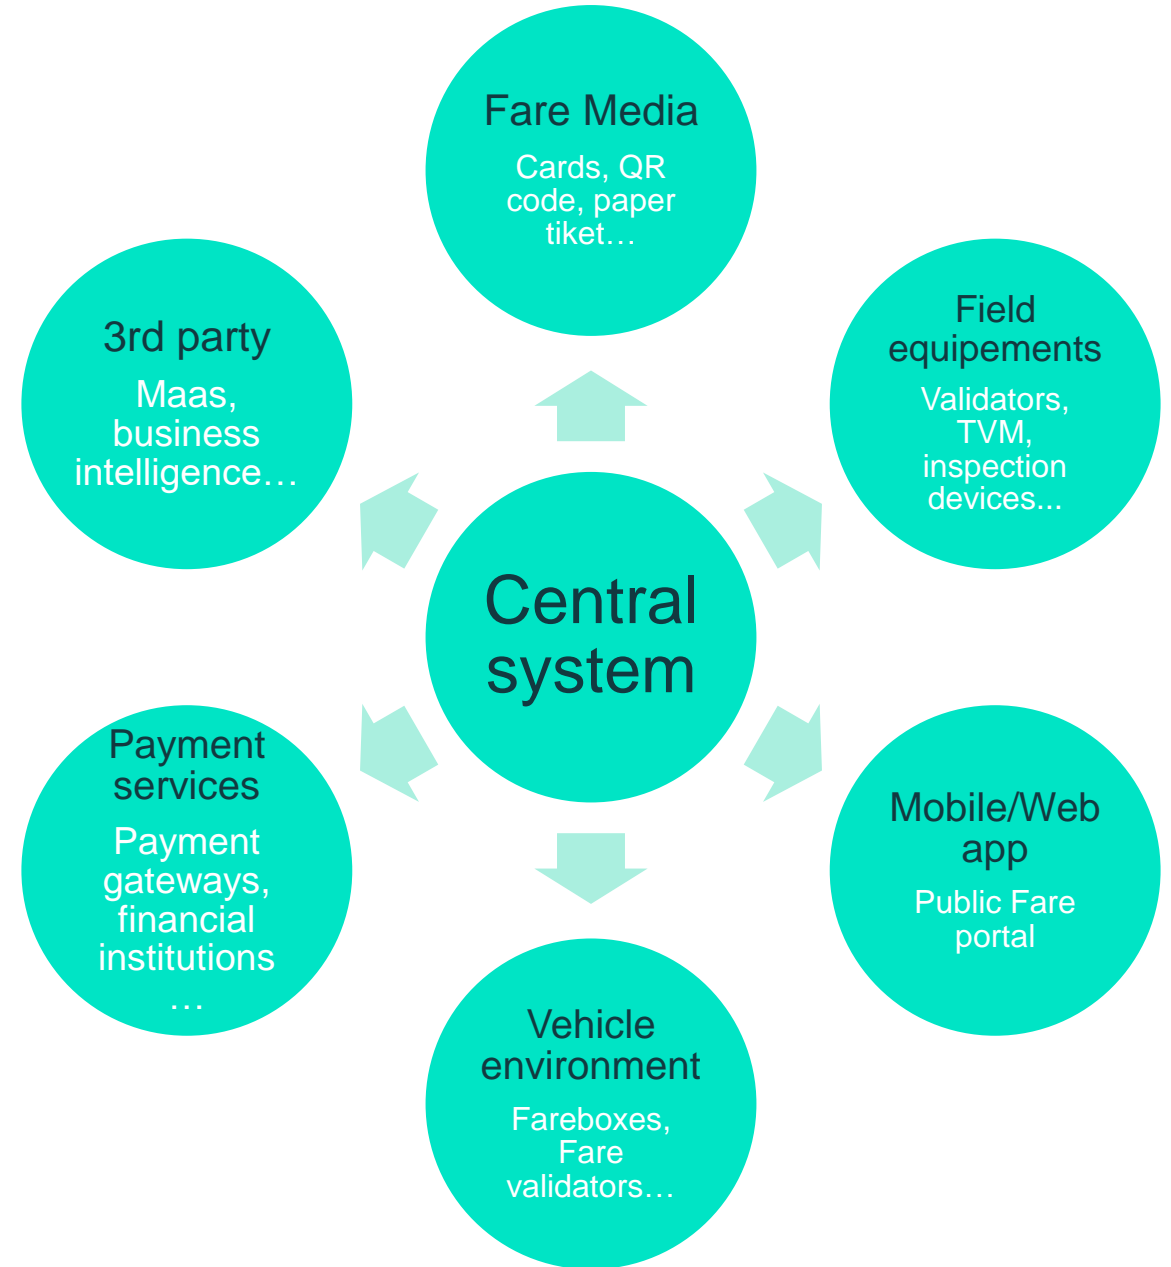 Fare Media
Cards, QR
code, paper
tiket…
3rd party
Maas,
business
intelligence…
Field
equipements
Validators,
TVM,
inspection
devices...
Central
system
Payment
services
Payment
gateways,
financial
institutions
…
Mobile/Web
app
Public Fare
portal
Vehicle
environment
Fareboxes,
Fare
validators…